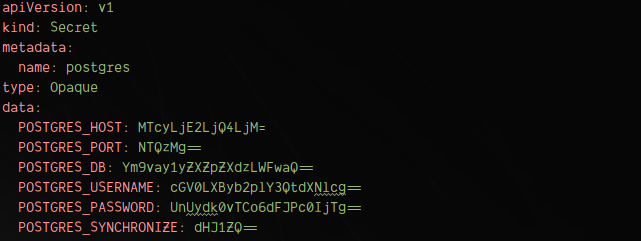 apiVersion: v1
kind: Secret
metadata:
name: postgres
type: Opaque
data:
POSTGRES_HOST: MTcyLjE2LjQ4LjM=
POSTGRES_PORT: NTQzMg==
POSTGRES_DB: Ym9vay1yZXZpZXdzLWFwaQ==
POSTGRES_USERNAME: cGV0LXByb2plY3QtdXNlcg==
POSTGRES_PASSWORD: UnUydk0vTCo6dFJPc0IjTg==
POSTGRES_SYNCHRONIZE: dHJ1ZQ==